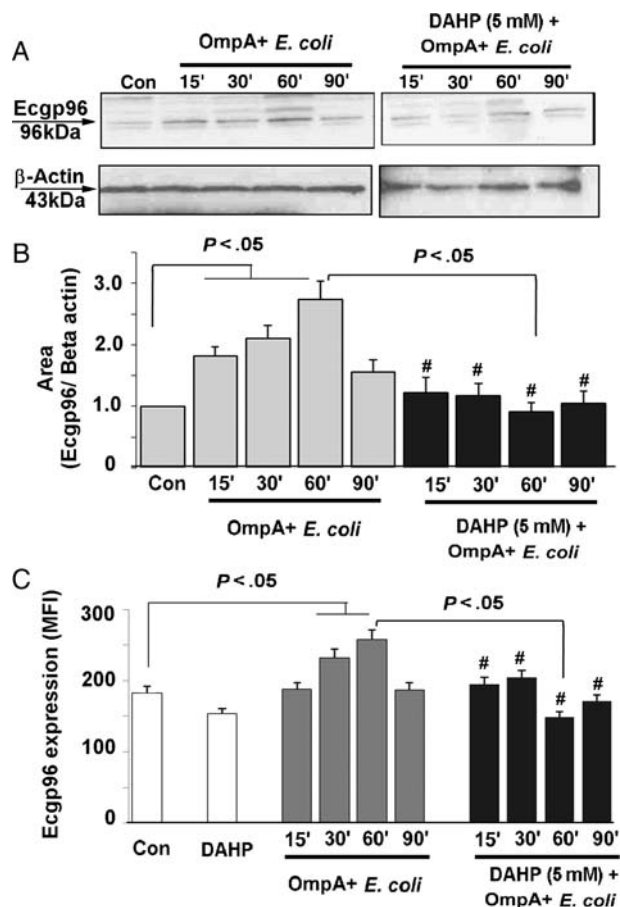 A
OmpA+ E. coli
DAHP (5 mM) +
OmpA+ E. coli
Con 15' 30' 60' 90' 15' 30' 60' 90'
Ecgp96
96kDa
β-Actin
43kDa
B
P < .05
P < .05
Area
(Ecgp96/ Beta actin)
3.0
2.0
1.0
0
# # # #
Con 15' 30' 60' 90' 15' 30' 60' 90'
OmpA+ E. coli
DAHP (5 mM) +
OmpA+ E. coli
C
P < .05
P < .05
Ecgp96 expression (MFI)
300
200
100
0
# # # #
Con DAHP 15' 30' 60' 90' 15' 30' 60' 90'
OmpA+ E. coli
DAHP (5 mM) +
OmpA+ E. coli